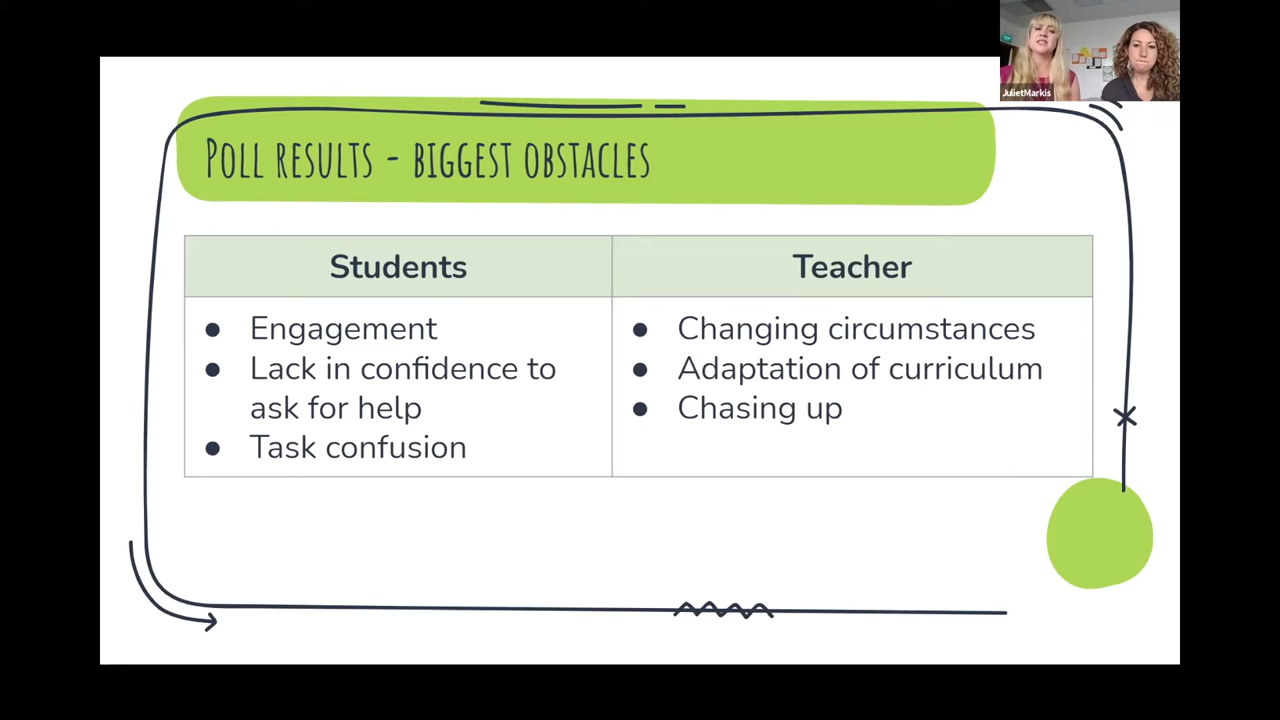 JulietMarkis
POLL RESULTS - BIGGEST OBSTACLES
Students
Teacher
● Engagement
● Lack in confidence to
ask for help
● Task confusion
● Changing circumstances
● Adaptation of curriculum
● Chasing up